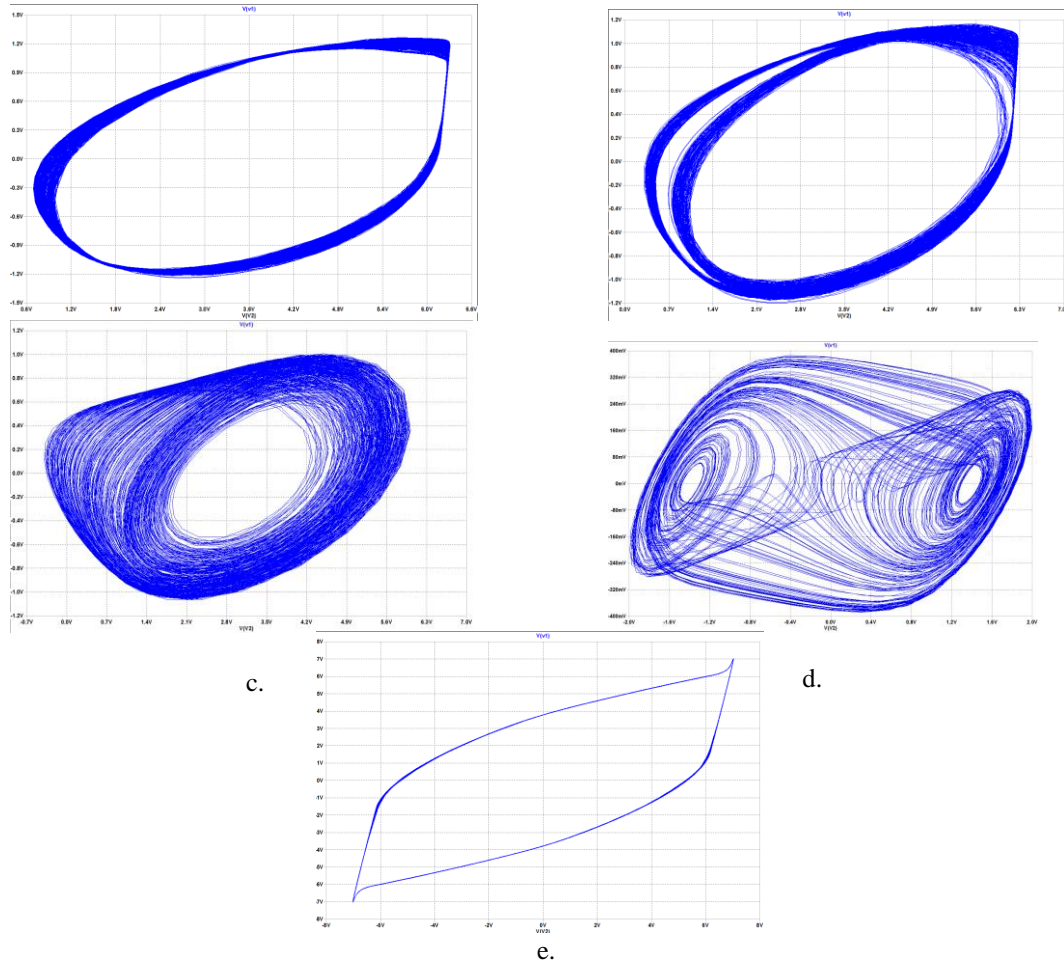 V(v1)
1.5V
1.2V
0.9V
0.6V
0.3V
0.0V
-0.3V
-0.6V
-0.9V
-1.2V
-1.5V
0.6V 1.2V 1.8V 2.4V 3.0V 3.6V 4.2V 4.8V 5.4V 6.0V 6.6V
V(V2)
V(v1)
1.2V
1.0V
0.8V
0.6V
0.4V
0.2V
0.0V
-0.2V
-0.4V
-0.6V
-0.8V
-1.0V
-1.2V
0.0V 0.7V 1.4V 2.1V 2.8V 3.5V 4.2V 4.9V 5.6V 6.3V
V(V2)
V(v1)
1.2V
1.0V
0.8V
0.6V
0.4V
0.2V
0.0V
-0.2V
-0.4V
-0.6V
-0.8V
-1.0V
-1.2V
-0.7V 0.0V 0.7V 1.4V 2.1V 2.8V 3.5V 4.2V 4.9V 5.6V 6.3V 7.0V
V(V2)
V(v1)
400mV
320mV
240mV
160mV
80mV
0mV
-80mV
-160mV
-240mV
-320mV
-400mV
-2.0V -1.6V -1.2V -0.8V -0.4V 0.0V 0.4V 0.8V 1.2V 1.6V 2.0V
V(V2)
c.
d.
V(v1)
8V
7V
6V
5V
4V
3V
2V
1V
0V
-1V
-2V
-3V
-4V
-5V
-6V
-7V
-8V
-8V -6V -4V -2V 0V 2V 4V 6V 8V
V(V2)
e.